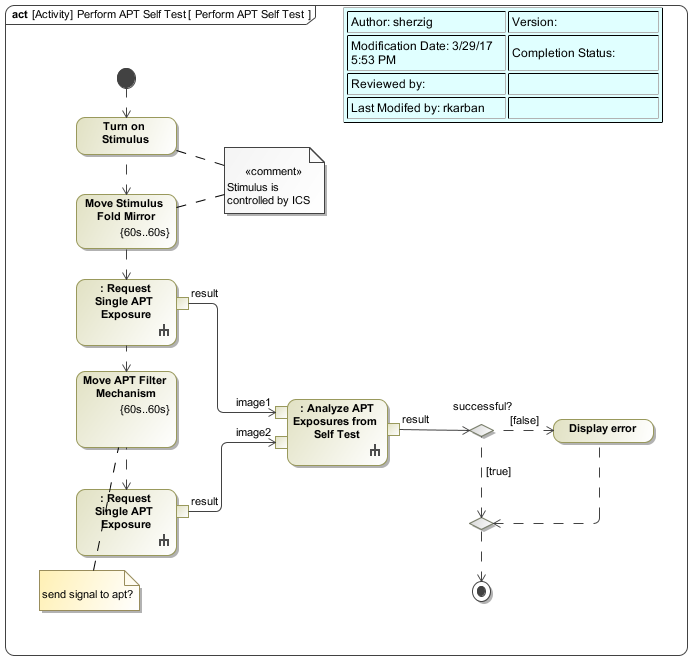 act [Activity] Perform APT Self Test [ Perform APT Self Test ]
Author: sherzig
Version:
Modification Date: 3/29/17
5:53 PM
Completion Status:
Reviewed by:
Last Modifed by: rkarban
Turn on
Stimulus
«comment»
Stimulus is
controlled by ICS
Move Stimulus
Fold Mirror
{60s..60s}
: Request
Single APT
Exposure
result
Move APT Filter
Mechanism
{60s..60s}
image1
image2
: Analyze APT
Exposures from
Self Test
result
successful?
[false]
Display error
[true]
: Request
Single APT
Exposure
result
send signal to apt?